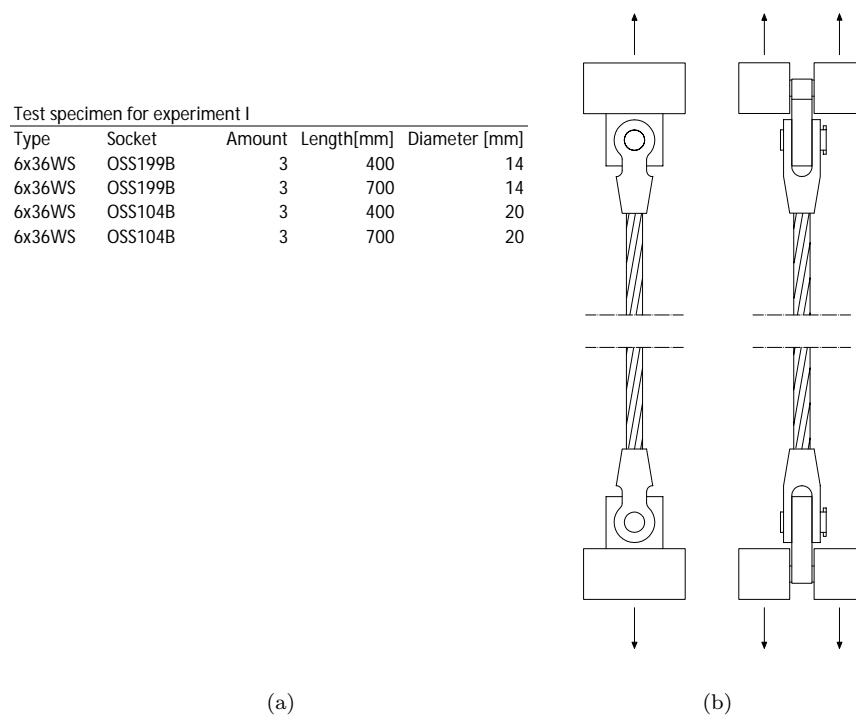 Test specimen for experiment I
Type Socket Amount Length[mm] Diameter [mm]
6x36WS OSS199B 3 400 14
6x36WS OSS199B 3 700 14
6x36WS OSS104B 3 400 20
6x36WS OSS104B 3 700 20
(a) (b)